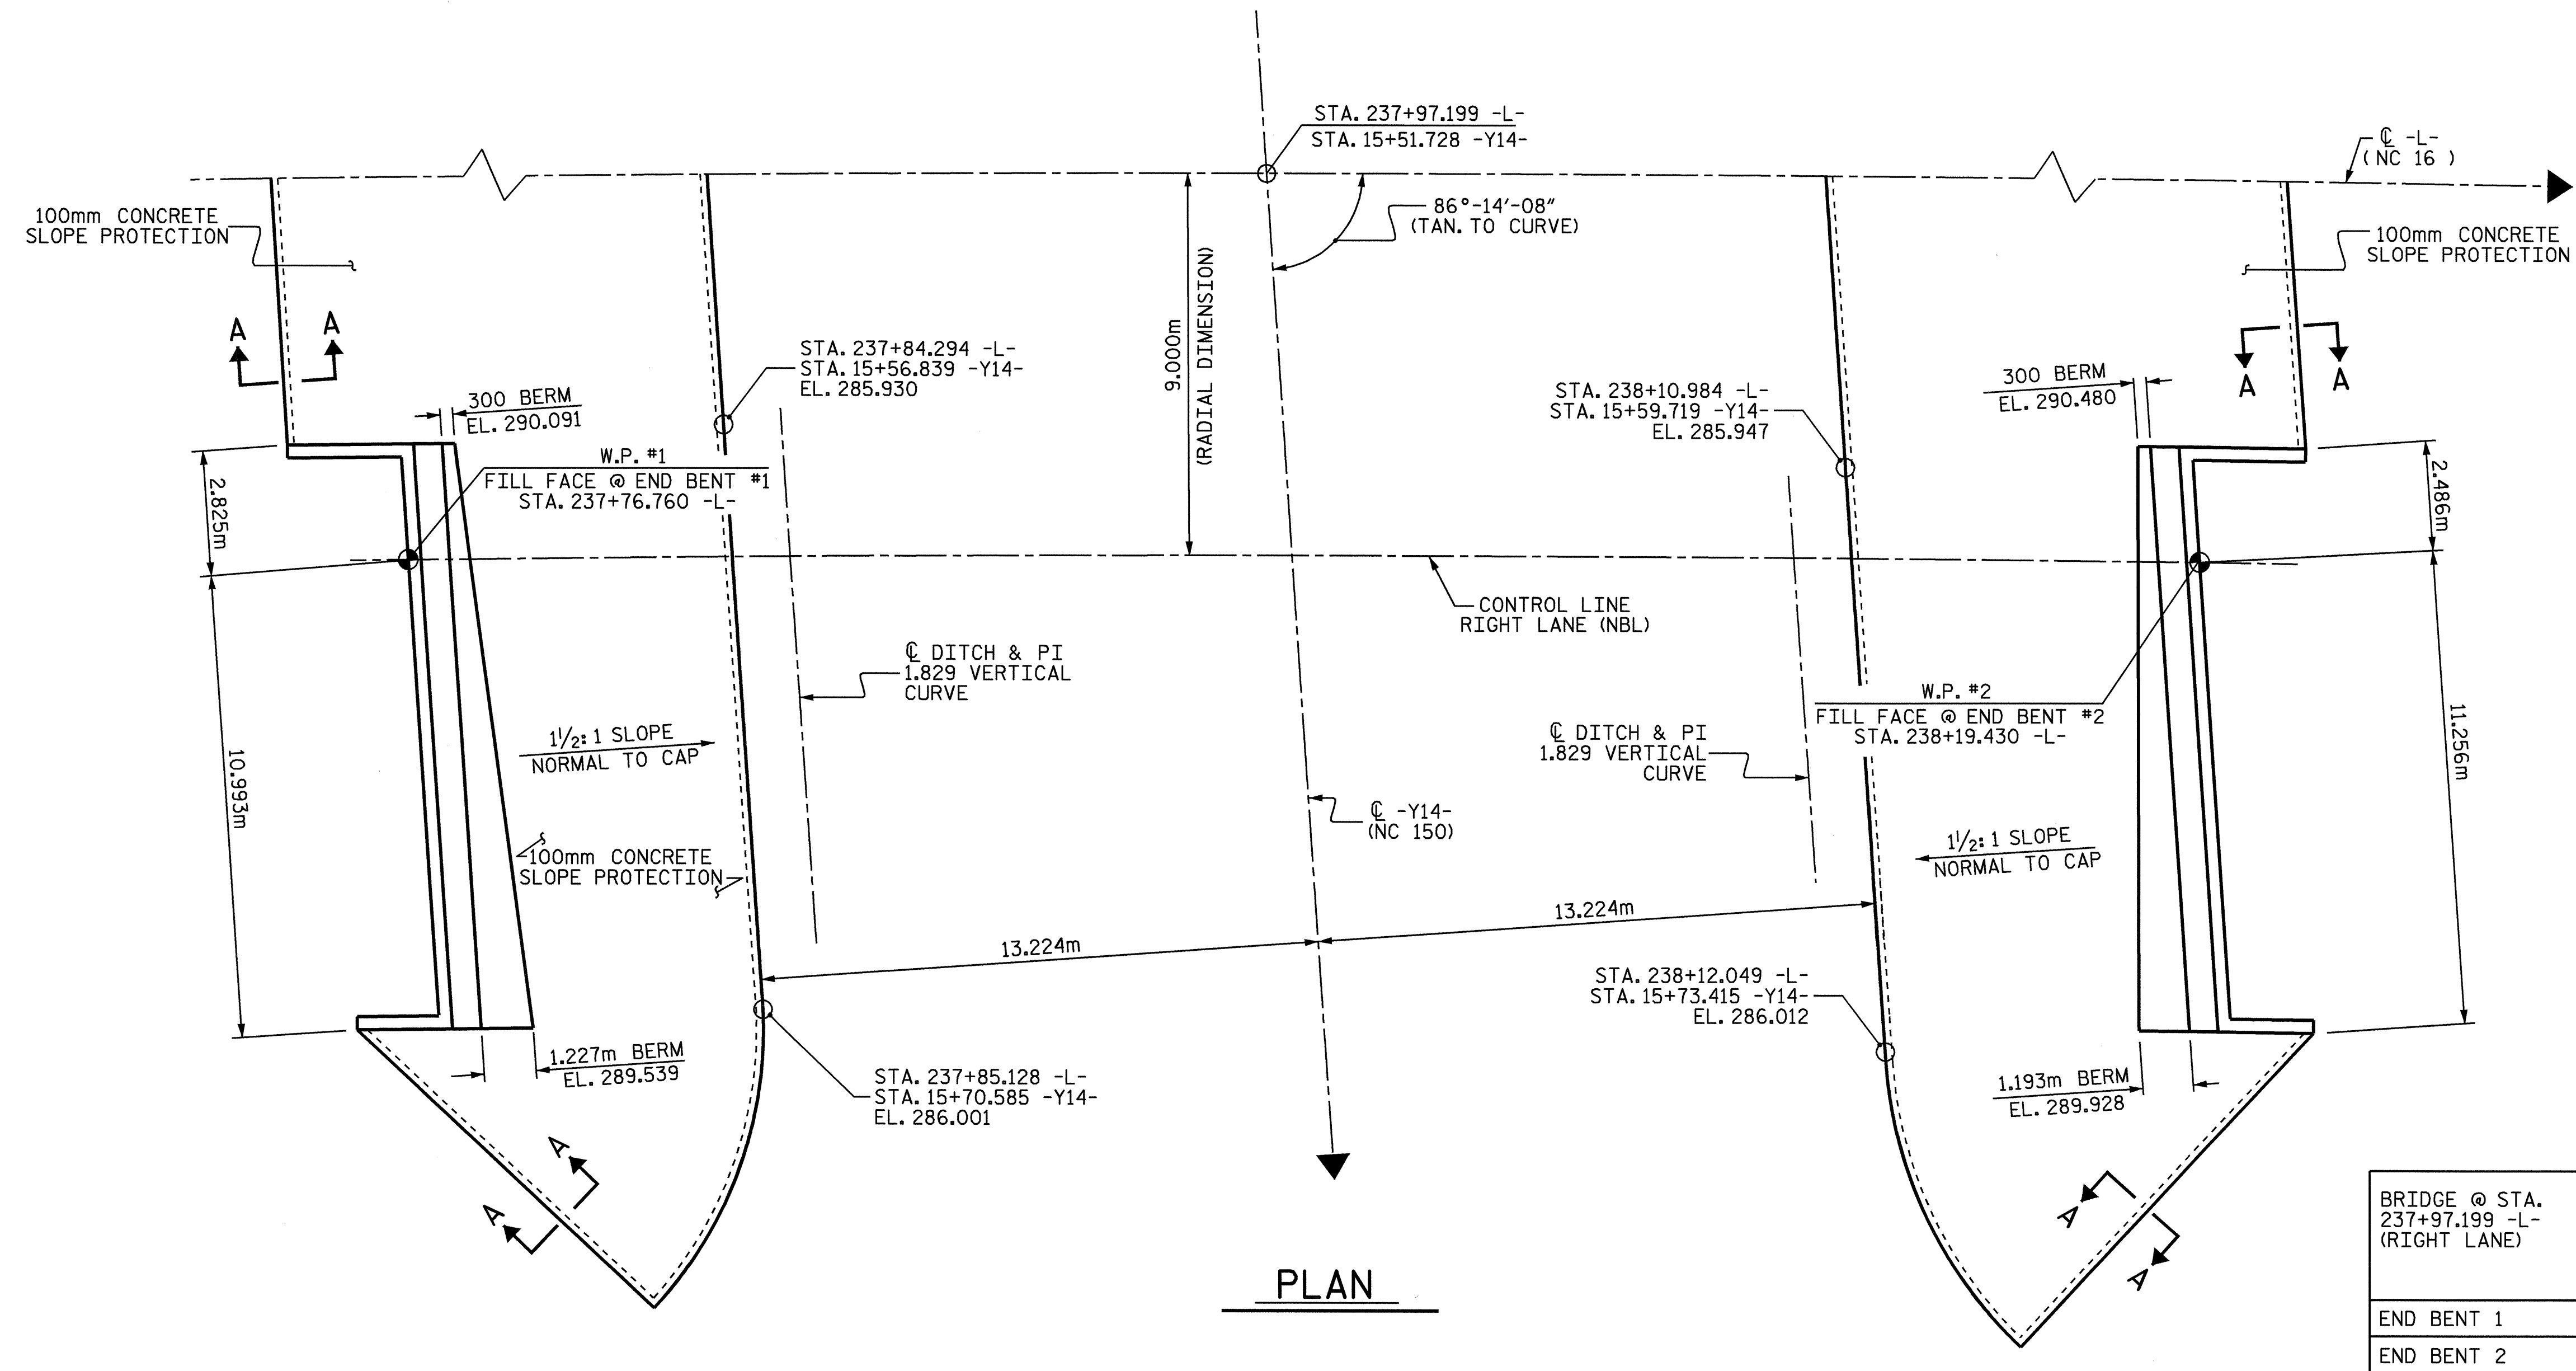 STA. 237+97.199 -L-
STA. 15+51.728 -Y14-
℄ -L-
( NC 16 )
100mm CONCRETE
SLOPE PROTECTION
86°-14'-08"
(TAN. TO CURVE)
100mm CONCRETE
SLOPE PROTECTION
9.000m
(RADIAL DIMENSION)
A
A
A
A
STA. 237+84.294 -L-
STA. 15+56.839 -Y14-
EL. 285.930
300 BERM
EL. 290.091
STA. 238+10.984 -L-
STA. 15+59.719 -Y14-
EL. 285.947
300 BERM
EL. 290.480
W.P. #1
FILL FACE @ END BENT #1
STA. 237+76.760 -L-
2.825m
2.486m
CONTROL LINE
RIGHT LANE (NBL)
℄ DITCH & PI
1.829 VERTICAL
CURVE
W.P. #2
FILL FACE @ END BENT #2
STA. 238+19.430 -L-
10.993m
11.256m
1½:1 SLOPE
NORMAL TO CAP
℄ DITCH & PI
1.829 VERTICAL
CURVE
℄ -Y14-
(NC 150)
1½:1 SLOPE
NORMAL TO CAP
100mm CONCRETE
SLOPE PROTECTION
13.224m
13.224m
STA. 238+12.049 -L-
STA. 15+73.415 -Y14-
EL. 286.012
1.227m BERM
EL. 289.539
STA. 237+85.128 -L-
STA. 15+70.585 -Y14-
EL. 286.001
1.193m BERM
EL. 289.928
A
A
A
A
PLAN
BRIDGE @ STA.
237+97.199 -L-
(RIGHT LANE)
END BENT 1
END BENT 2